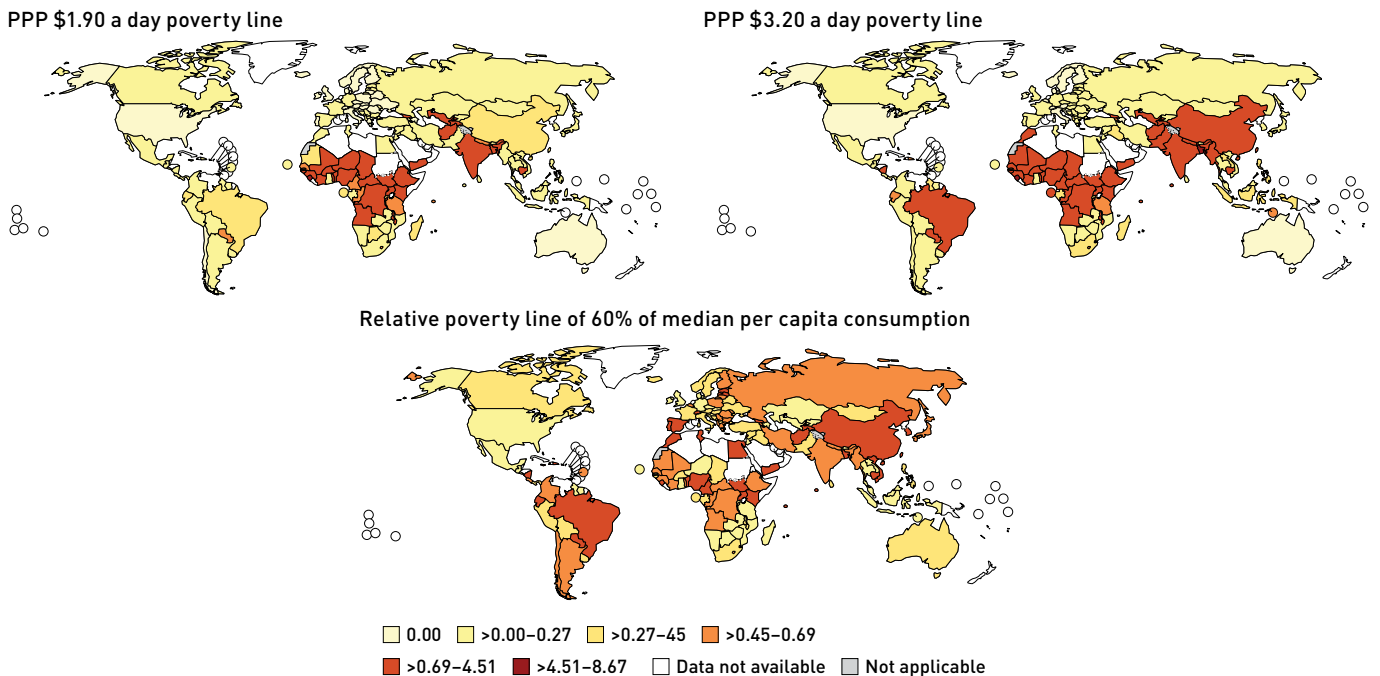 PPP $1.90 a day poverty line
PPP $3.20 a day poverty line
Relative poverty line of 60% of median per capita consumption
0.00 >0.00–0.27 >0.27–45 >0.45–0.69
>0.69–4.51 >4.51–8.67 Data not available Not applicable